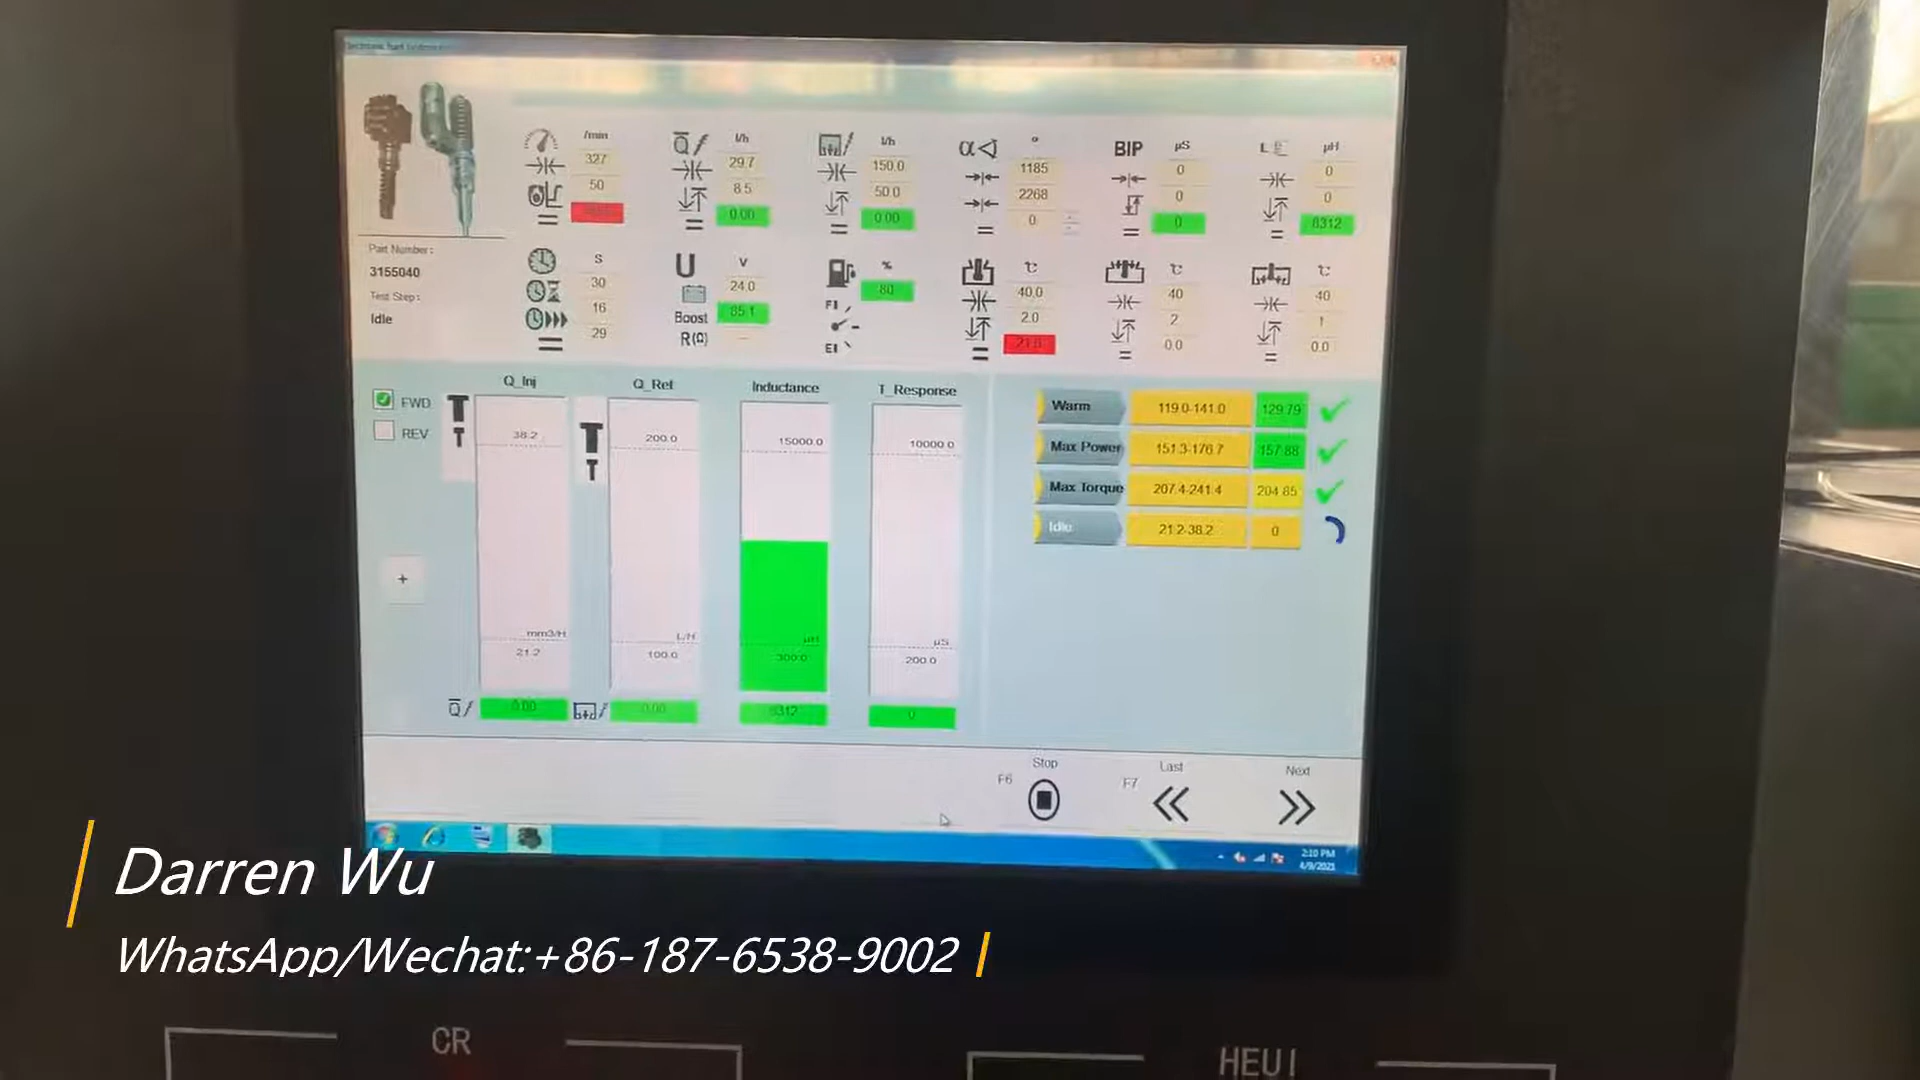 /min
327
50
Q/
l/h
29.7
8.5
0.00
l/h
150.0
50.0
0.00
α
°
1185
2268
0
BIP
µS
0
0
0
L
µH
0
0
8312
Part Number:
3155040
Test Step:
Idle
S
30
16
29
U
V
24.0
Boost
85.1
R(Ω)
%
80
℃
40.0
2.0
21.0
℃
40
2
0.0
℃
40
1
0.0
FWD
REV
Q_Inj
38.2
mm3/H
21.2
0.00
Q_Ret
200.0
L/H
100.0
0.00
Inductance
15000.0
µH
300.0
8312
T_Response
10000.0
µS
200.0
0
+
Warm 119.0-141.0 129.79
Max Power 151.3-176.7 157.88
Max Torque 207.4-241.4 204.85
Idle 21.2-38.2 0
F6 Stop
F7 Last
Next
2:10 PM
4/9/2021
Darren Wu
WhatsApp/Wechat:+86-187-6538-9002
CR
HEUI